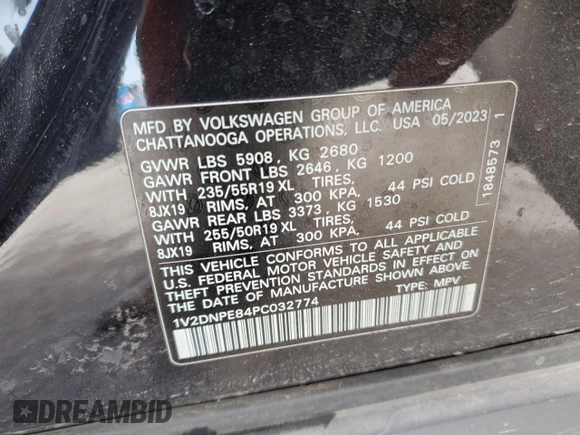 MFD BY VOLKSWAGEN GROUP OF AMERICA
CHATTANOOGA OPERATIONS, LLC. USA 05/2023
GVWR LBS 5908, KG 2680
GAWR FRONT LBS 2646, KG 1200
WITH 235/55R19 XL TIRES,
8JX19 RIMS, AT 300 KPA, 44 PSI COLD
GAWR REAR LBS 3373, KG 1530
WITH 255/50R19 XL TIRES,
8JX19 RIMS, AT 300 KPA, 44 PSI COLD
THIS VEHICLE CONFORMS TO ALL APPLICABLE
U.S. FEDERAL MOTOR VEHICLE SAFETY AND
THEFT PREVENTION STANDARDS IN EFFECT ON
THE DATE OF MANUFACTURE SHOWN ABOVE.
1V2DNPE84PC032774 TYPE: MPV
1848573 1
DREAMBID